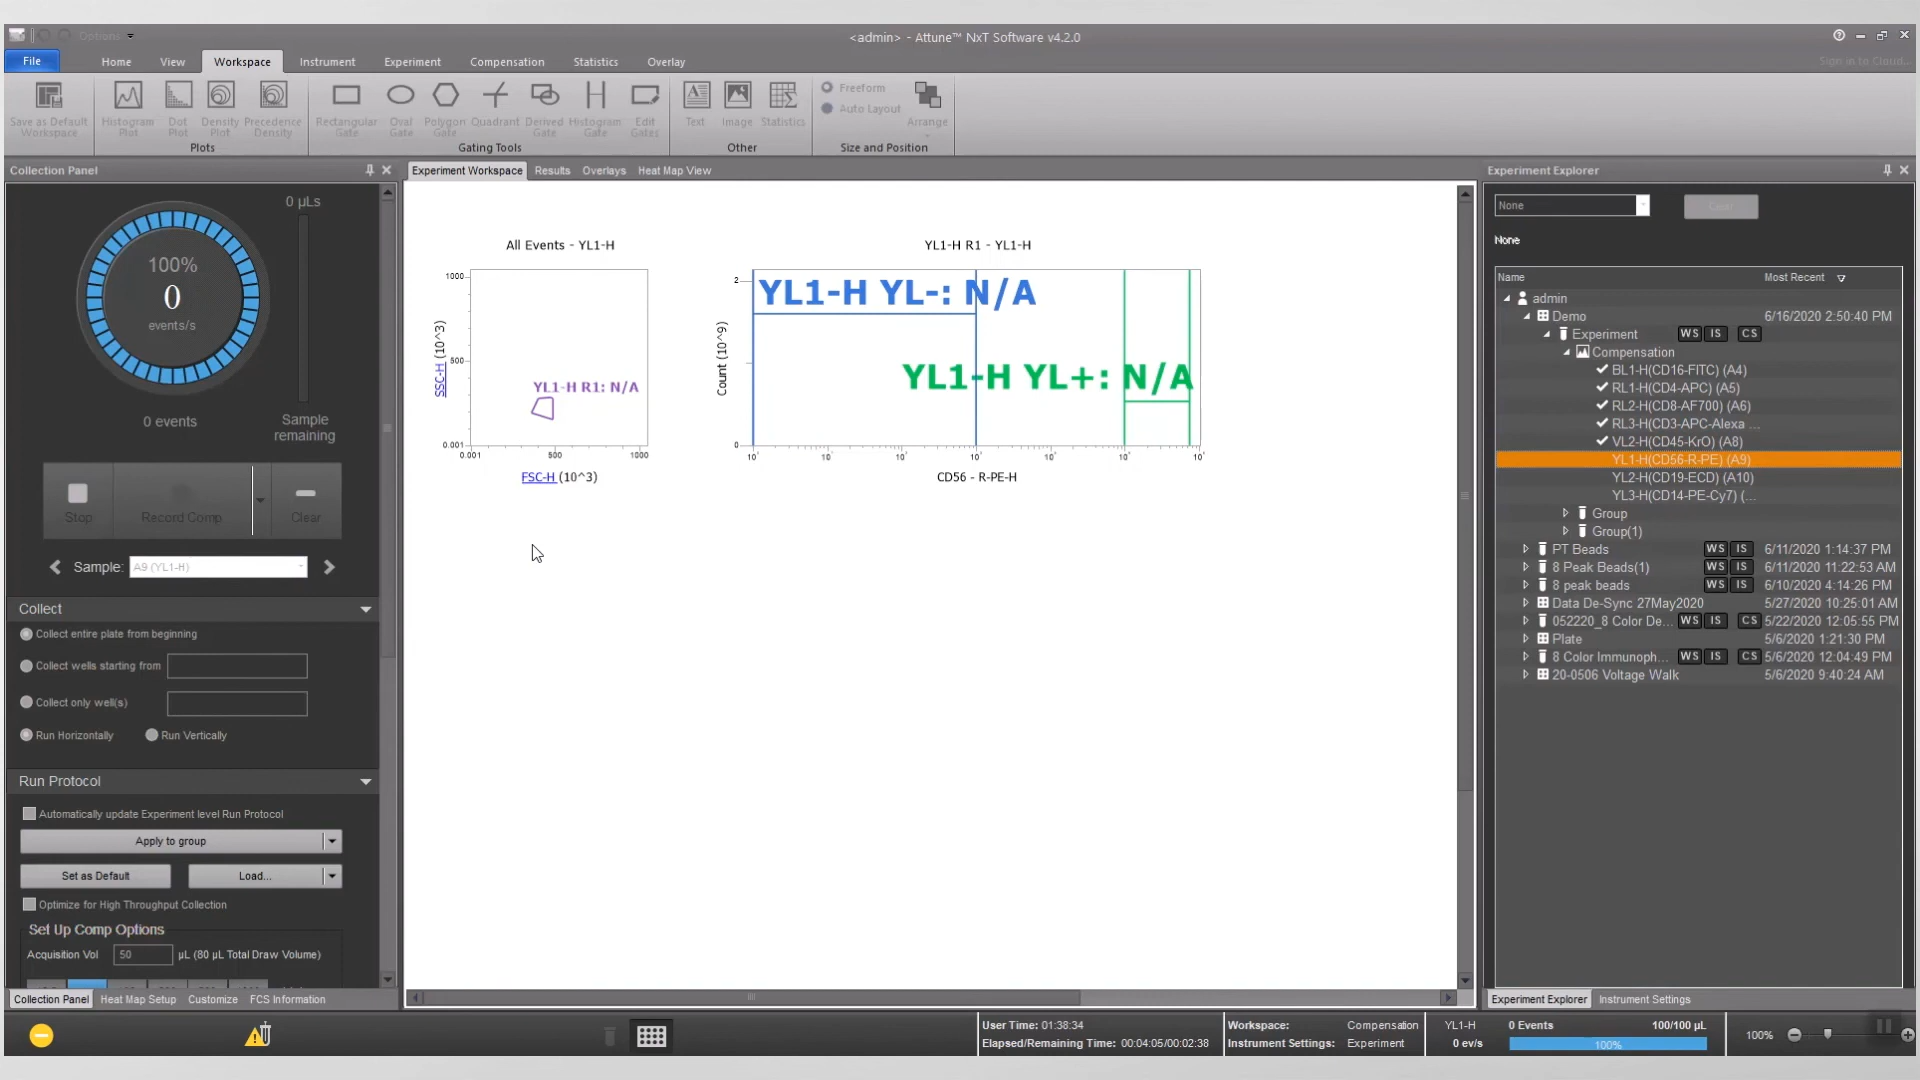 Options
<admin> - Attune™ NxT Software v4.2.0
File Home View Workspace Instrument Experiment Compensation Statistics Overlay
Sign in to Cloud...
Freeform
Auto Layout
Save as Default Workspace
Histogram Plot
Dot Plot
Density Plot
Precedence Density
Rectangular Gate
Oval Gate
Polygon Gate
Quadrant
Derived Gate
Histogram Gate
Edit Gates
Text
Image
Statistics
Arrange
Plots
Gating Tools
Other
Size and Position
Collection Panel
0 µLs
100%
0
events/s
0 events
Sample remaining
Stop
Record Comp
Clear
Sample: A9 (YL1-H)
Collect
Collect entire plate from beginning
Collect wells starting from
Collect only well(s)
Run Horizontally
Run Vertically
Run Protocol
Automatically update Experiment level Run Protocol
Apply to group
Set as Default
Load...
Optimize for High Throughput Collection
Set Up Comp Options
Acquisition Vol 50 µL (80 µL Total Draw Volume)
Collection Panel Heat Map Setup Customize FCS Information
Experiment Workspace Results Overlays Heat Map View
All Events - YL1-H
1000
500
0.001
SSC-H (10^3)
YL1-H R1: N/A
0.001 500 1000
FSC-H (10^3)
YL1-H R1 - YL1-H
2
0
Count (10^9)
YL1-H YL-: N/A
YL1-H YL+: N/A
CD56 - R-PE-H
Experiment Explorer
None
Clear
None
Name Most Recent
admin
Demo 6/16/2020 2:50:40 PM
Experiment WS IS CS
Compensation
BL1-H(CD16-FITC) (A4)
RL1-H(CD4-APC) (A5)
RL2-H(CD8-AF700) (A6)
RL3-H(CD3-APC-Alexa ...
VL2-H(CD45-KrO) (A8)
YL1-H(CD56-R-PE) (A9)
YL2-H(CD19-ECD) (A10)
YL3-H(CD14-PE-Cy7) (...
Group
Group(1)
PT Beads WS IS 6/11/2020 1:14:37 PM
8 Peak Beads(1) WS IS 6/11/2020 11:22:53 AM
8 peak beads WS IS 6/10/2020 4:14:26 PM
Data De-Sync 27May2020 5/27/2020 10:25:01 AM
052220_8 Color De... WS IS CS 5/22/2020 12:05:55 PM
Plate 5/6/2020 1:21:30 PM
8 Color Immunoph... WS IS CS 5/6/2020 12:04:49 PM
20-0506 Voltage Walk 5/6/2020 9:40:24 AM
Experiment Explorer Instrument Settings
User Time: 01:38:34
Elapsed/Remaining Time: 00:04:05/00:02:38
Workspace: Compensation
Instrument Settings: Experiment
YL1-H 0 Events 100/100 µL
0 ev/s 100%
100%